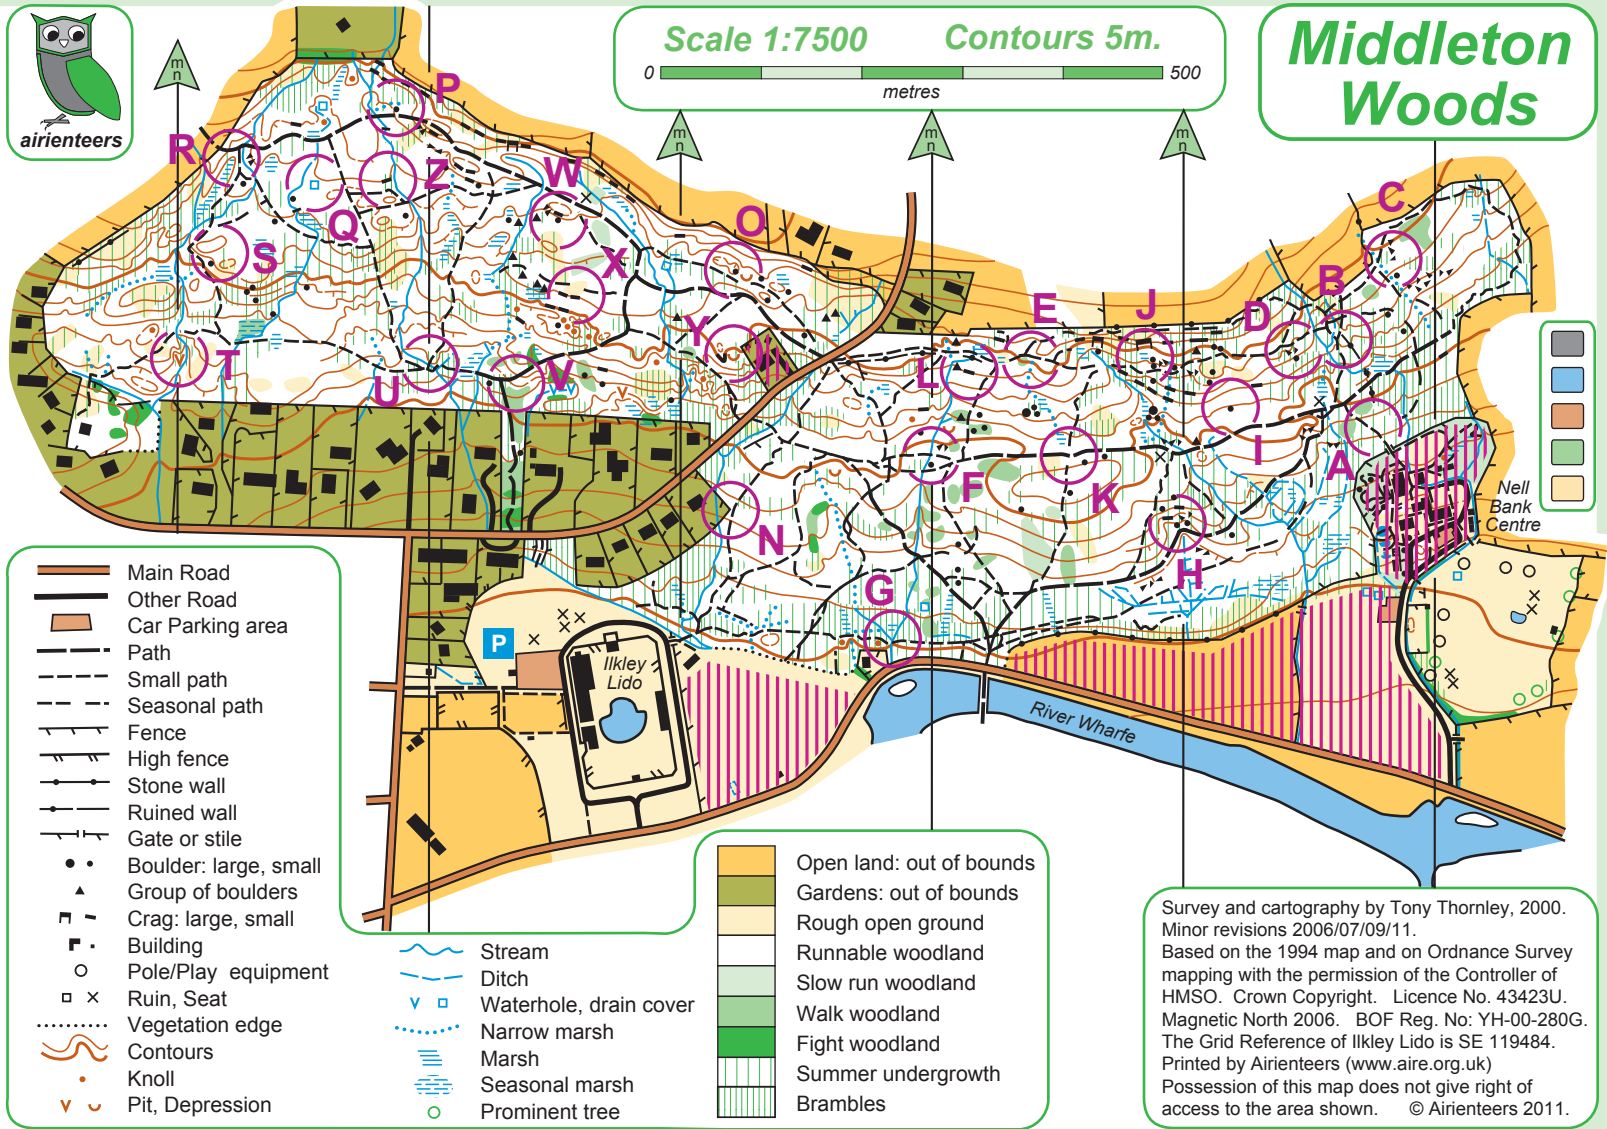 airienteers
m
n
Scale 1:7500 Contours 5m.
0 500
metres
Middleton
Woods
m
n
m
n
m
n
P
R
Z
W
Q
O
S
X
C
B
E
J
D
Y
T
U
V
L
I
A
F
K
N
H
G
Nell
Bank
Centre
P
Ilkley
Lido
River Wharfe
Main Road
Other Road
Car Parking area
Path
Small path
Seasonal path
Fence
High fence
Stone wall
Ruined wall
Gate or stile
Boulder: large, small
Group of boulders
Crag: large, small
Building
Pole/Play equipment
Ruin, Seat
Vegetation edge
Contours
Knoll
Pit, Depression
Stream
Ditch
Waterhole, drain cover
Narrow marsh
Marsh
Seasonal marsh
Prominent tree
Open land: out of bounds
Gardens: out of bounds
Rough open ground
Runnable woodland
Slow run woodland
Walk woodland
Fight woodland
Summer undergrowth
Brambles
Survey and cartography by Tony Thornley, 2000.
Minor revisions 2006/07/09/11.
Based on the 1994 map and on Ordnance Survey
mapping with the permission of the Controller of
HMSO. Crown Copyright. Licence No. 43423U.
Magnetic North 2006. BOF Reg. No: YH-00-280G.
The Grid Reference of Ilkley Lido is SE 119484.
Printed by Airienteers (www.aire.org.uk)
Possession of this map does not give right of
access to the area shown. © Airienteers 2011.